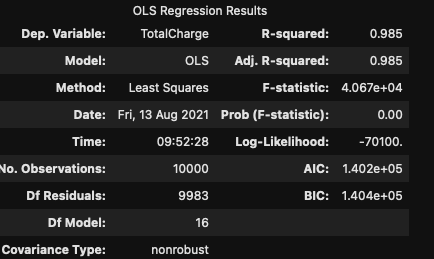 OLS Regression Results
Dep. Variable: TotalCharge R-squared: 0.985
Model: OLS Adj. R-squared: 0.985
Method: Least Squares F-statistic: 4.067e+04
Date: Fri, 13 Aug 2021 Prob (F-statistic): 0.00
Time: 09:52:28 Log-Likelihood: -70100.
No. Observations: 10000 AIC: 1.402e+05
Df Residuals: 9983 BIC: 1.404e+05
Df Model: 16
Covariance Type: nonrobust